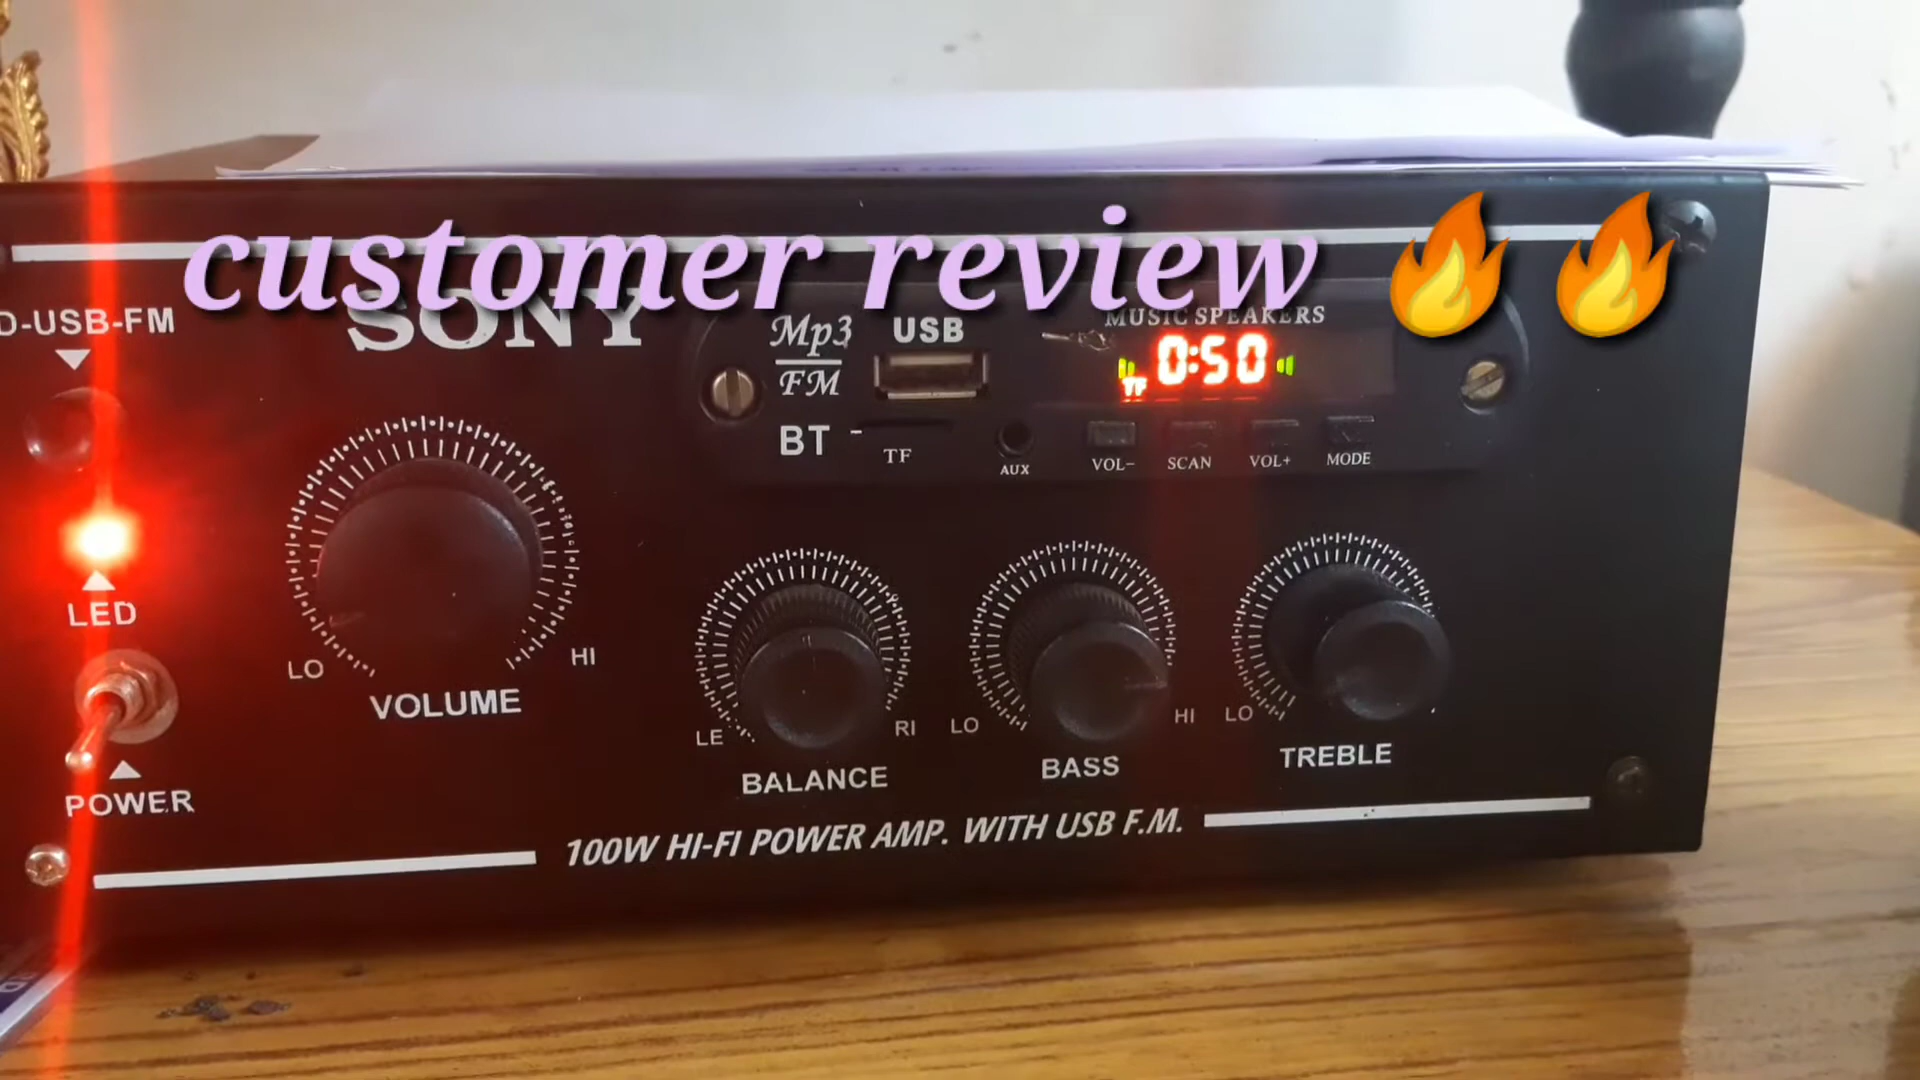 customer review 🔥 🔥
D-USB-FM
SONY
Mp3
FM
USB
MUSIC SPEAKERS
TF 0:50
BT
TF
AUX
VOL-
SCAN
VOL+
MODE
LED
LO
HI
VOLUME
LE
RI
BALANCE
LO
HI
BASS
LO
TREBLE
POWER
100W HI-FI POWER AMP. WITH USB F.M.